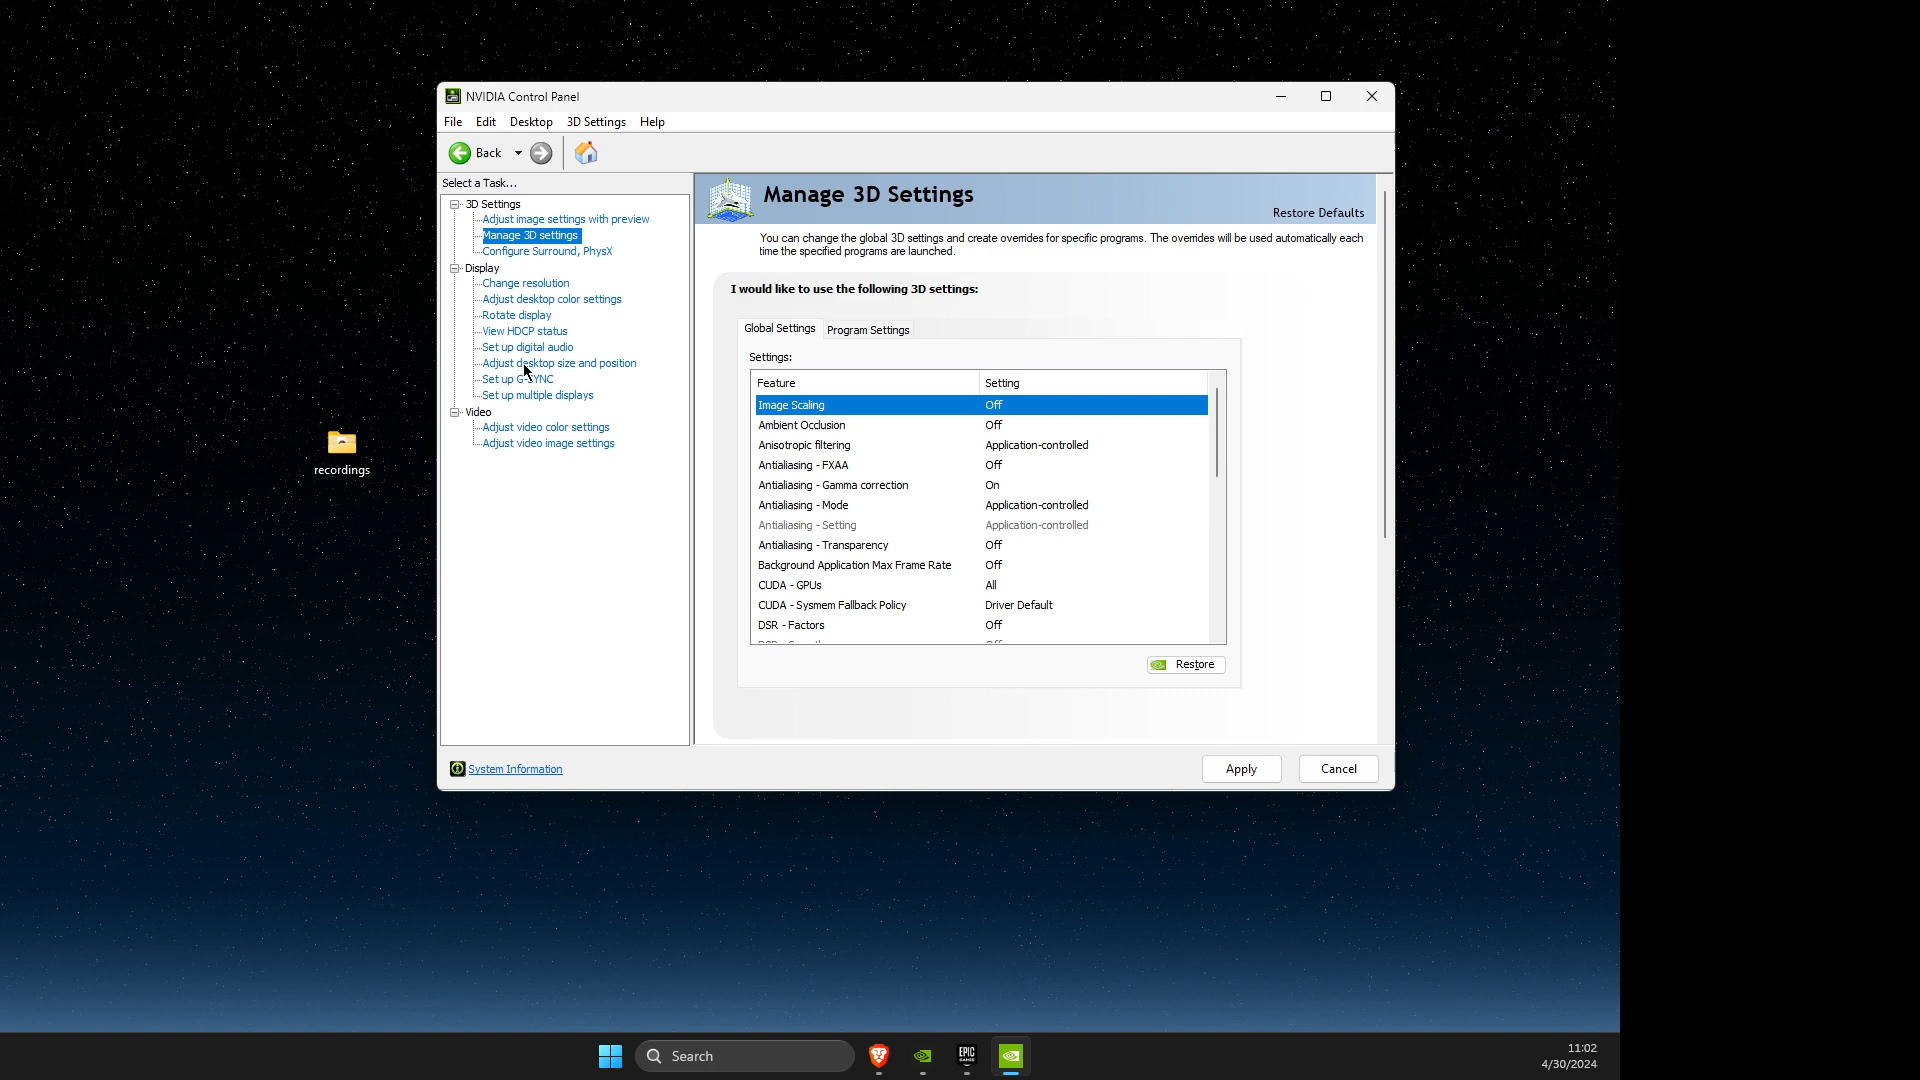 NVIDIA Control Panel
File Edit Desktop 3D Settings Help
Back
Select a Task...
3D Settings
Adjust image settings with preview
Manage 3D settings
Configure Surround, PhysX
Display
Change resolution
Adjust desktop color settings
Rotate display
View HDCP status
Set up digital audio
Adjust desktop size and position
Set up G-SYNC
Set up multiple displays
Video
Adjust video color settings
Adjust video image settings
System Information
Manage 3D Settings
Restore Defaults
You can change the global 3D settings and create overrides for specific programs. The overrides will be used automatically each
time the specified programs are launched.
I would like to use the following 3D settings:
Global Settings Program Settings
Settings:
Feature Setting
Image Scaling Off
Ambient Occlusion Off
Anisotropic filtering Application-controlled
Antialiasing - FXAA Off
Antialiasing - Gamma correction On
Antialiasing - Mode Application-controlled
Antialiasing - Setting Application-controlled
Antialiasing - Transparency Off
Background Application Max Frame Rate Off
CUDA - GPUs All
CUDA - Sysmem Fallback Policy Driver Default
DSR - Factors Off
Restore
Apply Cancel
recordings
Search
EPIC
GAMES
11:02
4/30/2024